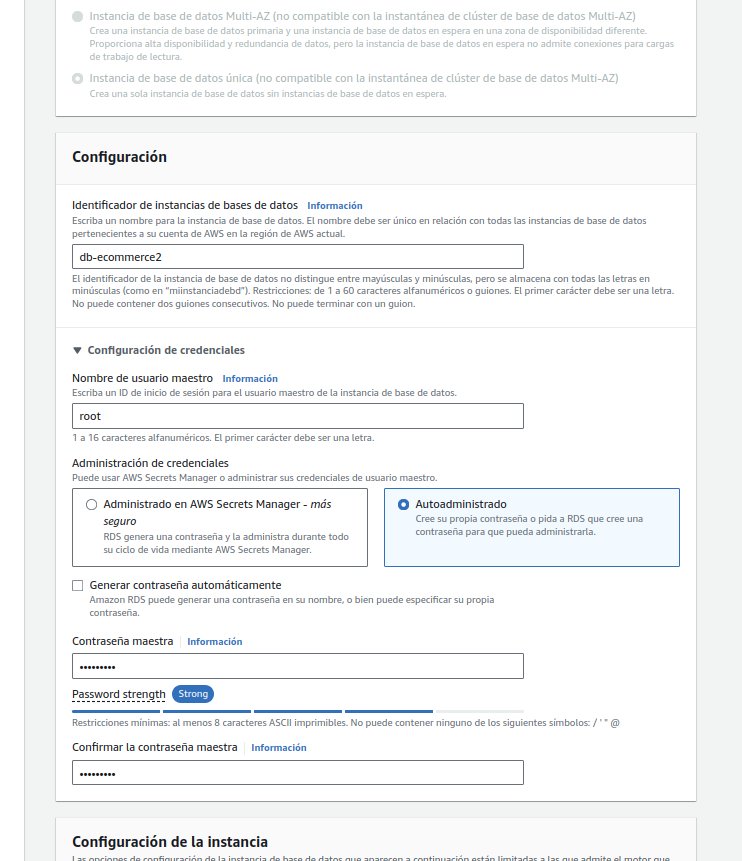 Instancia de base de datos Multi-AZ (no compatible con la instantánea de clúster de base de datos Multi-AZ)
Crea una instancia de base de datos primaria y una instancia de base de datos en espera en una zona de disponibilidad diferente.
Proporciona alta disponibilidad y redundancia de datos, pero la instancia de base de datos en espera no admite conexiones para cargas
de trabajo de lectura.
Instancia de base de datos única (no compatible con la instantánea de clúster de base de datos Multi-AZ)
Crea una sola instancia de base de datos sin instancias de base de datos en espera.
Configuración
Identificador de instancias de bases de datos Información
Escriba un nombre para la instancia de base de datos. El nombre debe ser único en relación con todas las instancias de base de datos
pertenecientes a su cuenta de AWS en la región de AWS actual.
db-ecommerce2
El identificador de la instancia de base de datos no distingue entre mayúsculas y minúsculas, pero se almacena con todas las letras en
minúsculas (como en "miinstanciadebd"). Restricciones: de 1 a 60 caracteres alfanuméricos o guiones. El primer carácter debe ser una letra.
No puede contener dos guiones consecutivos. No puede terminar con un guion.
Configuración de credenciales
Nombre de usuario maestro Información
Escriba un ID de inicio de sesión para el usuario maestro de la instancia de base de datos.
root
1 a 16 caracteres alfanuméricos. El primer carácter debe ser una letra.
Administración de credenciales
Puede usar AWS Secrets Manager o administrar sus credenciales de usuario maestro.
Administrado en AWS Secrets Manager - más
seguro
RDS genera una contraseña y la administra durante todo
su ciclo de vida mediante AWS Secrets Manager.
Autoadministrado
Cree su propia contraseña o pida a RDS que cree una
contraseña para que pueda administrarla.
Generar contraseña automáticamente
Amazon RDS puede generar una contraseña en su nombre, o bien puede especificar su propia
contraseña.
Contraseña maestra Información
•••••••••
Password strength Strong
Restricciones mínimas: al menos 8 caracteres ASCII imprimibles. No puede contener ninguno de los siguientes símbolos: / ' " @
Confirmar la contraseña maestra Información
•••••••••
Configuración de la instancia
Las opciones de configuración de la instancia de base de datos que aparecen a continuación están limitadas a las que admite el motor que